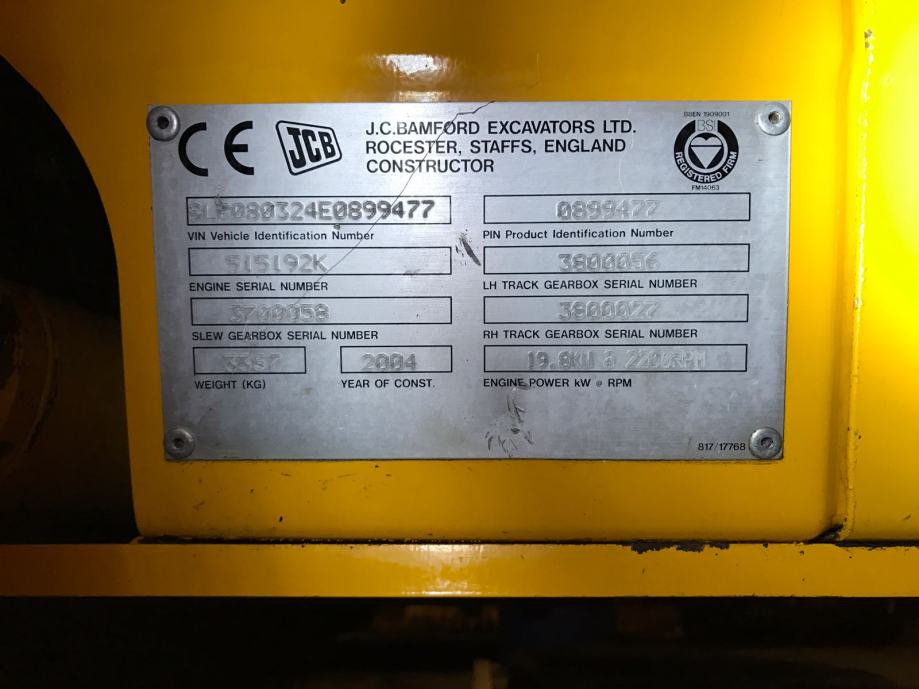 CE
JCB
J.C.BAMFORD EXCAVATORS LTD.
ROCESTER, STAFFS, ENGLAND
CONSTRUCTOR
BSEN 1909001
BSI
REGISTERED FIRM
FM14063
0899477
VIN Vehicle Identification Number
PIN Product Identification Number
515192K
3800056
ENGINE SERIAL NUMBER
LH TRACK GEARBOX SERIAL NUMBER
3700058
3800027
SLEW GEARBOX SERIAL NUMBER
RH TRACK GEARBOX SERIAL NUMBER
2004
WEIGHT (KG)
YEAR OF CONST.
ENGINE POWER kW @ RPM
817/17768